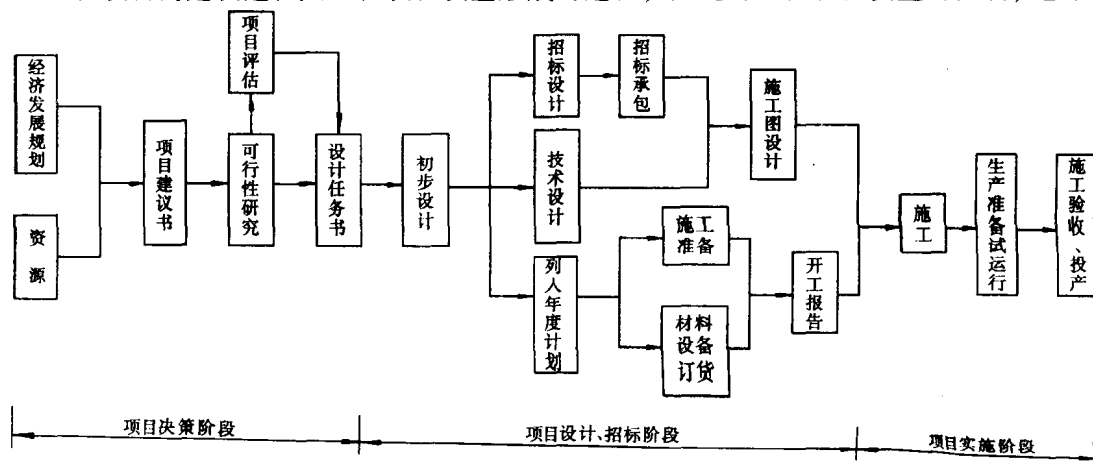 项目评估
经济发展规划
资源
项目建议书
可行性研究
设计任务书
初步设计
招标设计
招标承包
技术设计
列入年度计划
施工准备
材料设备订货
施工图设计
开工报告
施工
生产准备试运行
施工验收、投产
项目决策阶段
项目设计、招标阶段
项目实施阶段